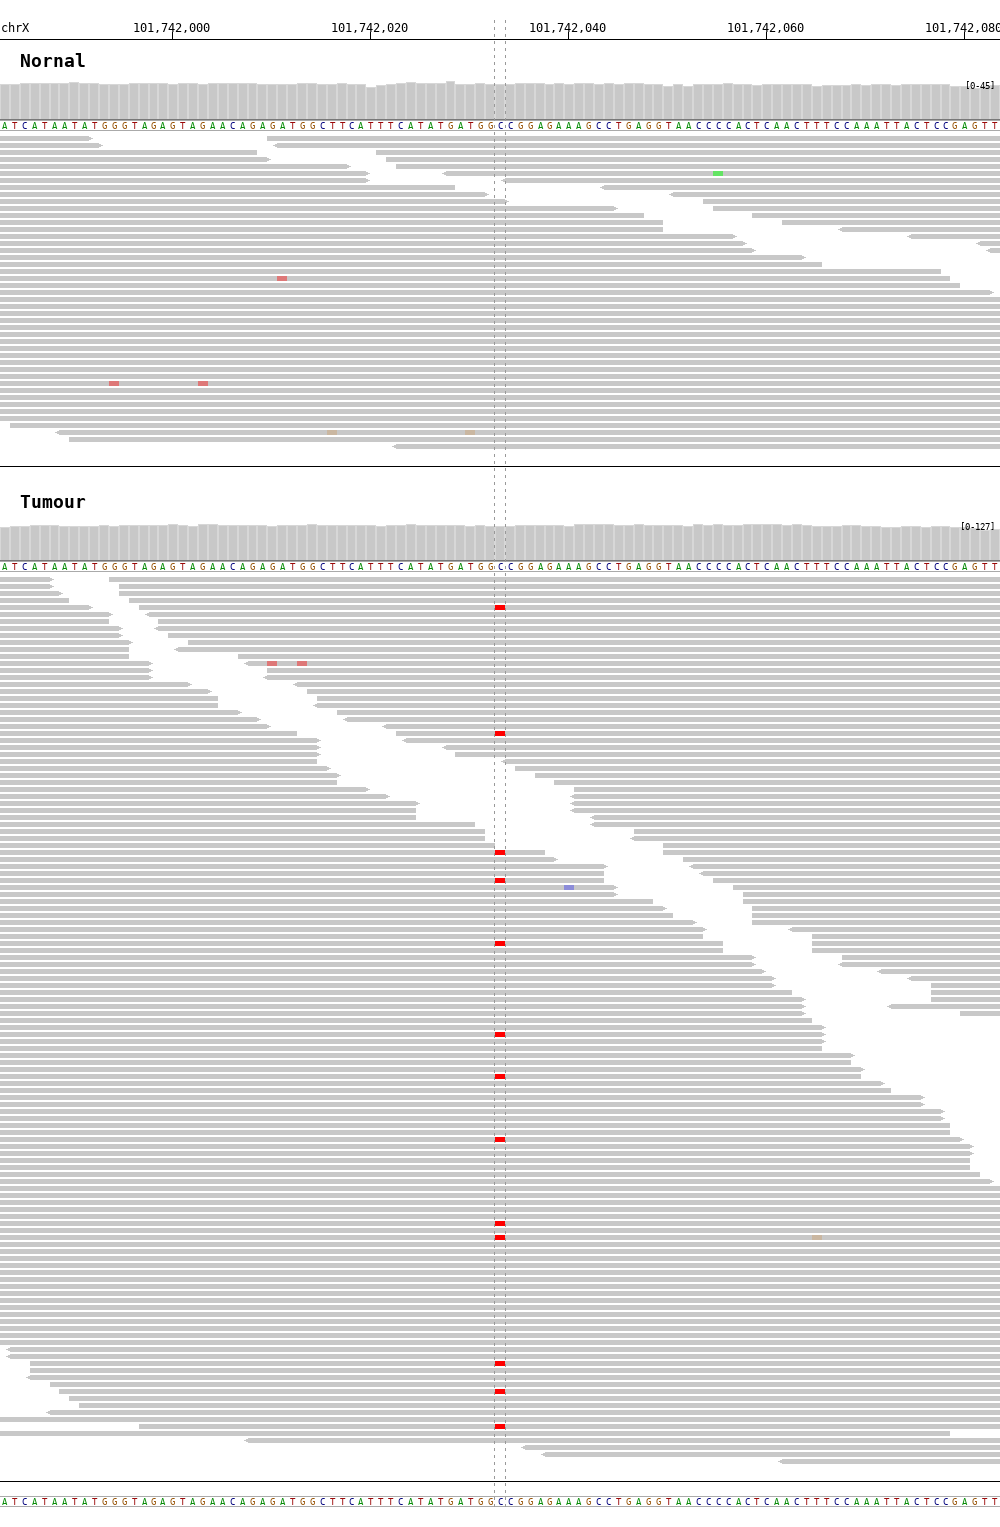 chrX 101,742,000 101,742,020 101,742,040 101,742,060 101,742,080
Nornal
[0-45]
ATCATAATATGGGTAGAGTAGAACAGAGATGGCTTCATTTCATATGATGGCCGGAGAAAGCCTGAGGTAACCCCACTCAACTTTCCAAATTACTCCGAGTT
Tumour
[0-127]
ATCATAATATGGGTAGAGTAGAACAGAGATGGCTTCATTTCATATGATGGCCGGAGAAAGCCTGAGGTAACCCCACTCAACTTTCCAAATTACTCCGAGTT
ATCATAATATGGGTAGAGTAGAACAGAGATGGCTTCATTTCATATGATGGCCGGAGAAAGCCTGAGGTAACCCCACTCAACTTTCCAAATTACTCCGAGTT